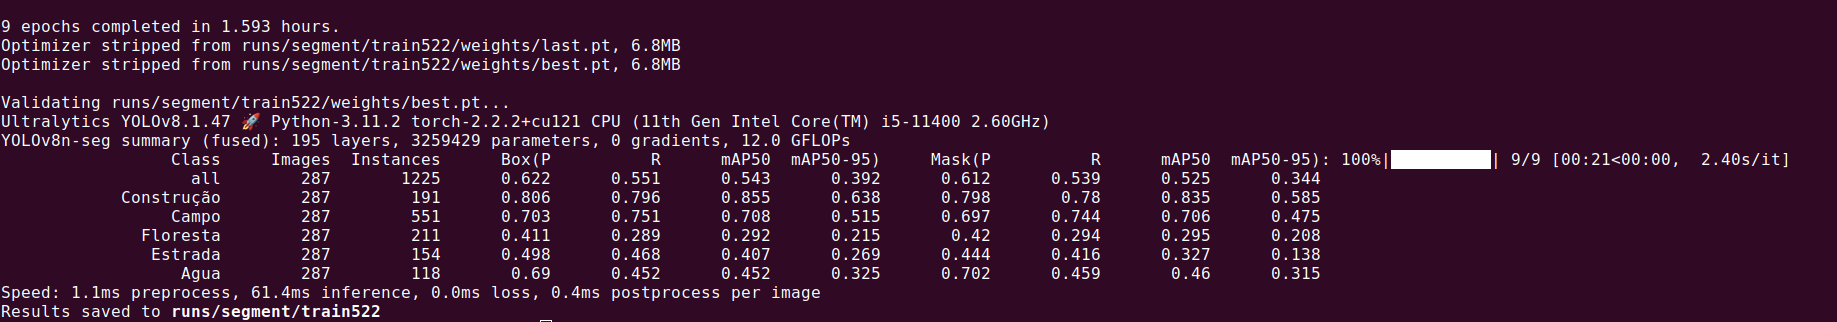 9 epochs completed in 1.593 hours.
Optimizer stripped from runs/segment/train522/weights/last.pt, 6.8MB
Optimizer stripped from runs/segment/train522/weights/best.pt, 6.8MB
Validating runs/segment/train522/weights/best.pt...
Ultralytics YOLOv8.1.47 🚀 Python-3.11.2 torch-2.2.2+cu121 CPU (11th Gen Intel Core(TM) i5-11400 2.60GHz)
YOLOv8n-seg summary (fused): 195 layers, 3259429 parameters, 0 gradients, 12.0 GFLOPs
Class Images Instances Box(P R mAP50 mAP50-95) Mask(P R mAP50 mAP50-95): 100%|██████████| 9/9 [00:21<00:00, 2.40s/it]
all 287 1225 0.622 0.551 0.543 0.392 0.612 0.539 0.525 0.344
Construção 287 191 0.806 0.796 0.855 0.638 0.798 0.78 0.835 0.585
Campo 287 551 0.703 0.751 0.708 0.515 0.697 0.744 0.706 0.475
Floresta 287 211 0.411 0.289 0.292 0.215 0.42 0.294 0.295 0.208
Estrada 287 154 0.498 0.468 0.407 0.269 0.444 0.416 0.327 0.138
Agua 287 118 0.69 0.452 0.452 0.325 0.702 0.459 0.46 0.315
Speed: 1.1ms preprocess, 61.4ms inference, 0.0ms loss, 0.4ms postprocess per image
Results saved to runs/segment/train522